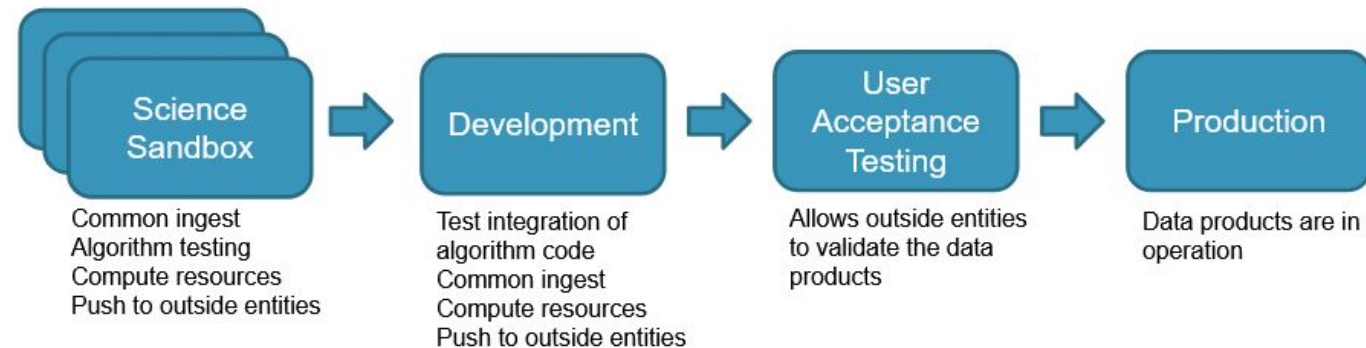 Science
Sandbox
Common ingest
Algorithm testing
Compute resources
Push to outside entities
Development
Test integration of
algorithm code
Common ingest
Compute resources
Push to outside entities
User
Acceptance
Testing
Allows outside entities
to validate the data
products
Production
Data products are in
operation